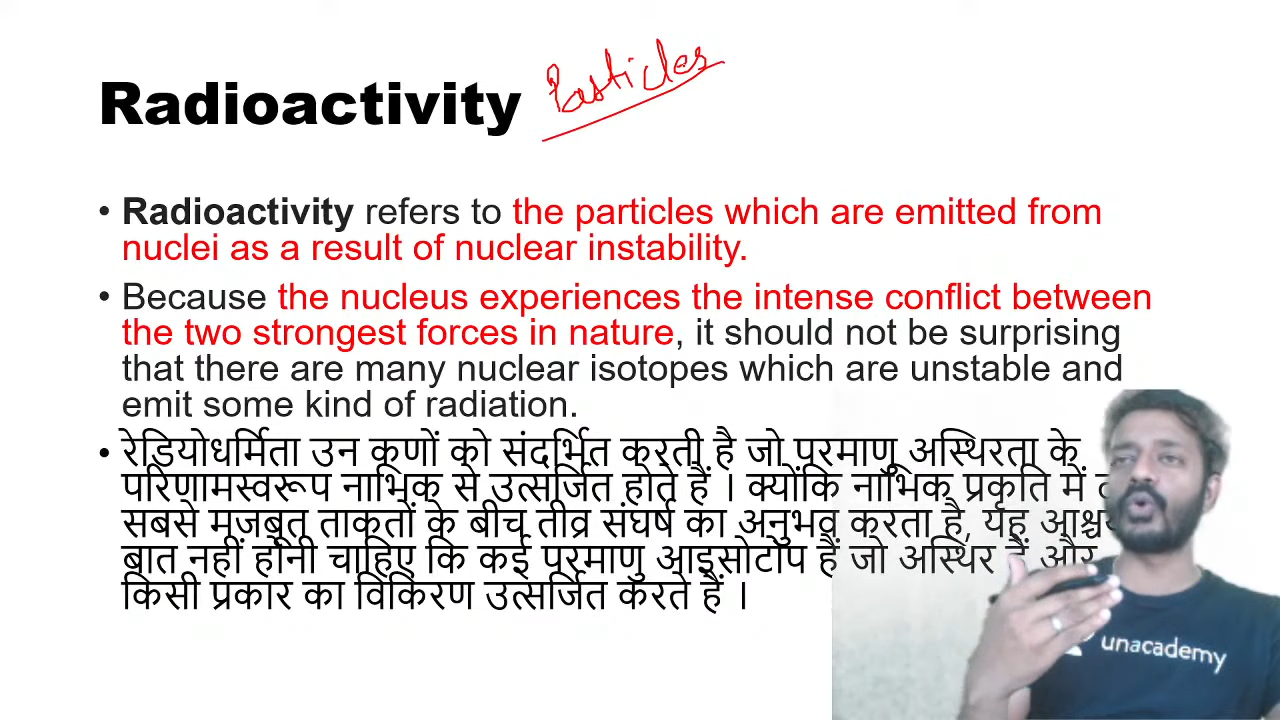 Radioactivity Particles
• Radioactivity refers to the particles which are emitted from
nuclei as a result of nuclear instability.
• Because the nucleus experiences the intense conflict between
the two strongest forces in nature, it should not be surprising
that there are many nuclear isotopes which are unstable and
emit some kind of radiation.
• रेडियोधर्मिता उन कणों को संदर्भित करती है जो परमाणु अस्थिरता के
परिणामस्वरूप नाभिक से उत्सर्जित होते हैं । क्योंकि नाभिक प्रकृति में
सबसे मजबूत ताकतों के बीच तीव्र संघर्ष का अनुभव करता है, यह
बात नहीं होनी चाहिए कि कई परमाणु आइसोटोप हैं जो अस्थिर हैं और
किसी प्रकार का विकिरण उत्सर्जित करते हैं ।
unacademy